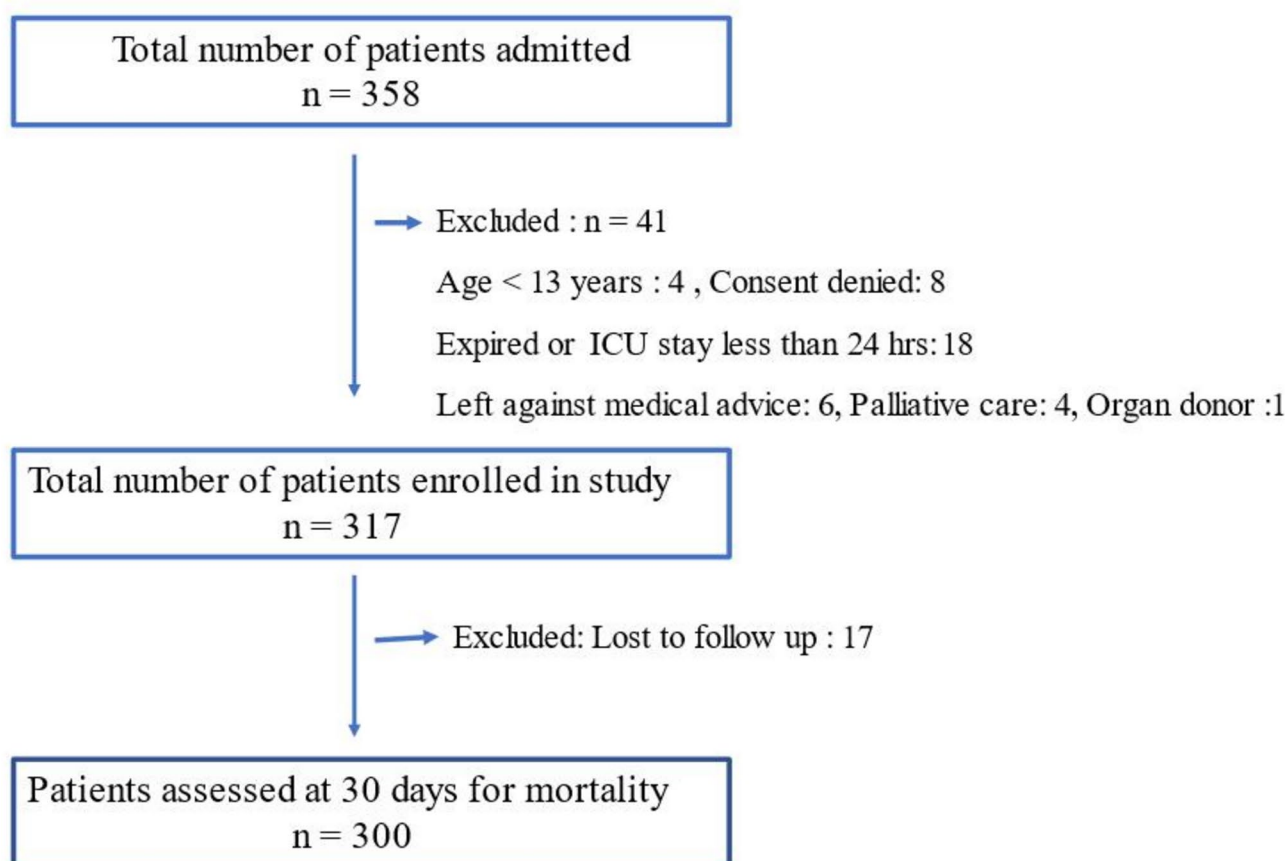 Total number of patients admitted
n = 358
Excluded : n = 41
Age < 13 years : 4 , Consent denied: 8
Expired or ICU stay less than 24 hrs: 18
Left against medical advice: 6, Palliative care: 4, Organ donor :1
Total number of patients enrolled in study
n = 317
Excluded: Lost to follow up : 17
Patients assessed at 30 days for mortality
n = 300